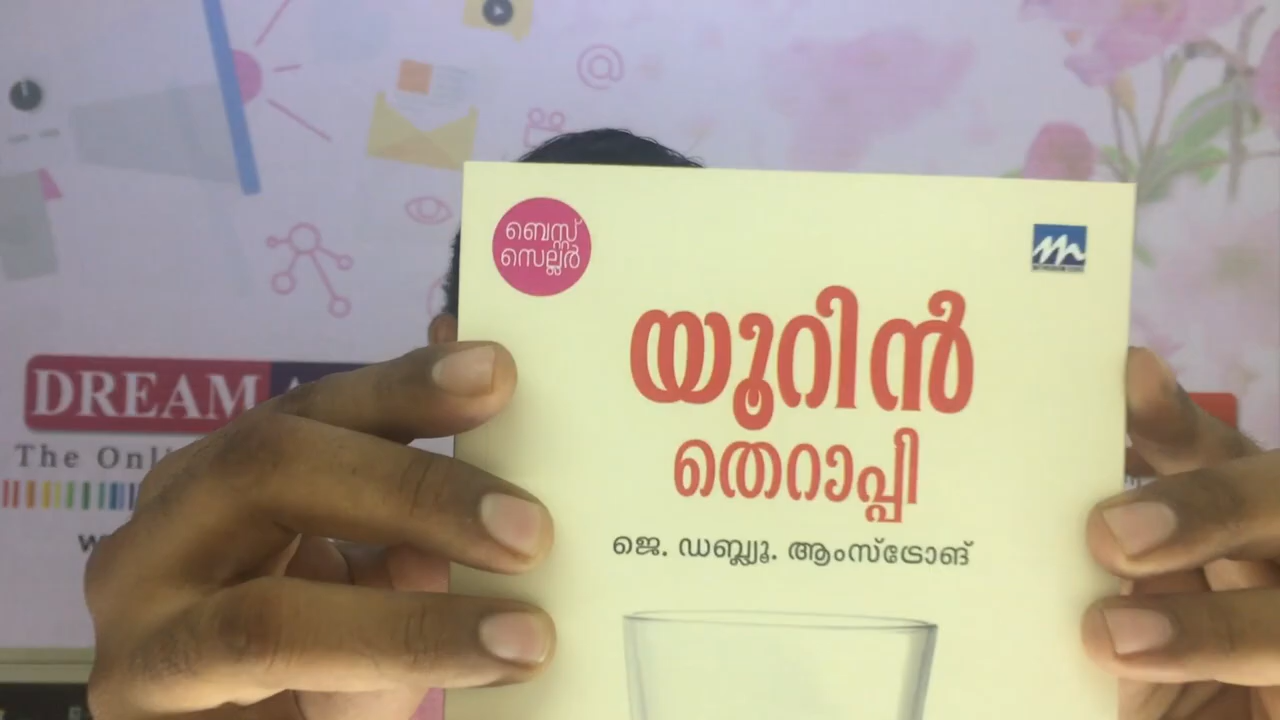 ബെസ്റ്റ്
സെല്ലർ
യൂറിൻ
തെറാപ്പി
ജെ. ഡബ്ല്യൂ. ആംസ്ട്രോങ്
DREAM
The Onl
w